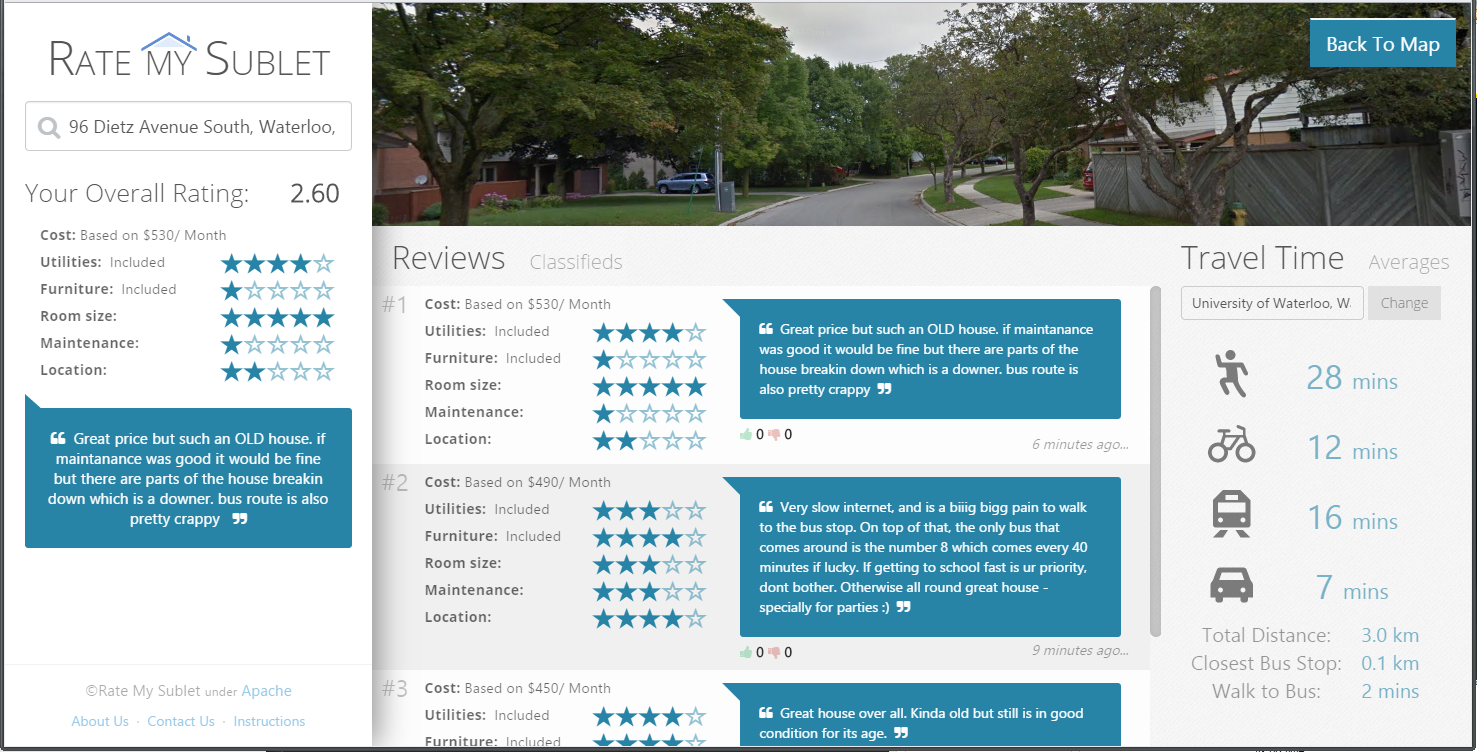 RATE MY SUBLET
96 Dietz Avenue South, Waterloo,
Your Overall Rating: 2.60
Cost: Based on $530/ Month
Utilities: Included
Furniture: Included
Room size:
Maintenance:
Location:
❝ Great price but such an OLD house. if
maintanance was good it would be fine
but there are parts of the house breakin
down which is a downer. bus route is also
pretty crappy ❞
©Rate My Sublet under Apache
About Us · Contact Us · Instructions
Back To Map
Reviews Classifieds
#1
Cost: Based on $530/ Month
Utilities: Included
Furniture: Included
Room size:
Maintenance:
Location:
❝ Great price but such an OLD house. if maintanance
was good it would be fine but there are parts of the
house breakin down which is a downer. bus route is
also pretty crappy ❞
0 0
6 minutes ago...
#2
Cost: Based on $490/ Month
Utilities: Included
Furniture: Included
Room size:
Maintenance:
Location:
❝ Very slow internet, and is a biiig bigg pain to walk
to the bus stop. On top of that, the only bus that
comes around is the number 8 which comes every 40
minutes if lucky. If getting to school fast is ur priority,
dont bother. Otherwise all round great house -
specially for parties :) ❞
0 0
9 minutes ago...
#3
Cost: Based on $450/ Month
Utilities: Included
Furniture: Included
❝ Great house over all. Kinda old but still is in good
condition for its age. ❞
Travel Time Averages
University of Waterloo, W
Change
28 mins
12 mins
16 mins
7 mins
Total Distance: 3.0 km
Closest Bus Stop: 0.1 km
Walk to Bus: 2 mins